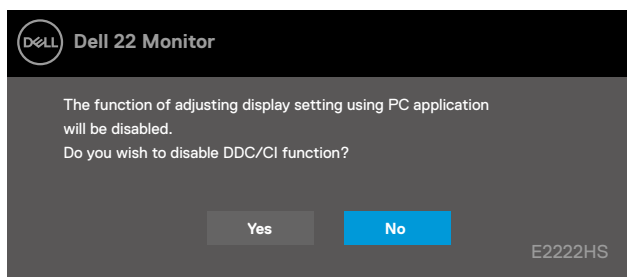 DELL Dell 22 Monitor
The function of adjusting display setting using PC application
will be disabled.
Do you wish to disable DDC/CI function?
Yes No
E2222HS